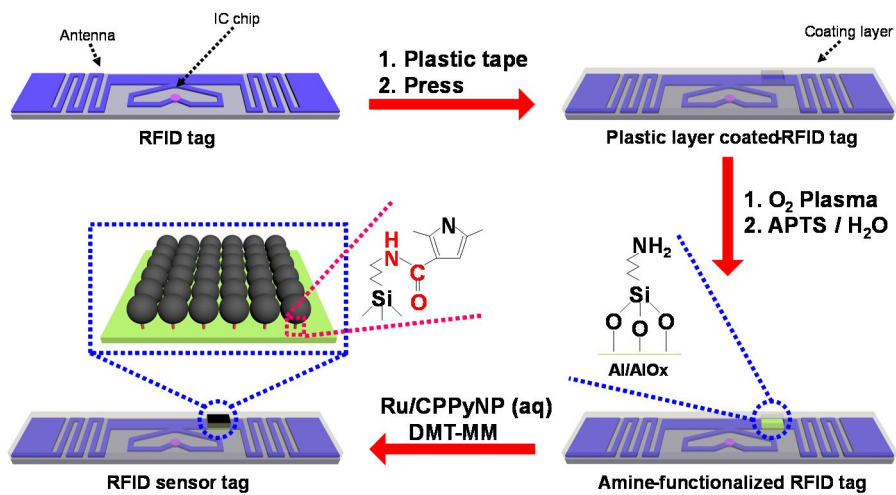 IC chip
Antenna
RFID tag
1. Plastic tape
2. Press
Coating layer
Plastic layer coated-RFID tag
1. O₂ Plasma
2. APTS / H₂O
NH₂
Si
O O O
Al/AlOx
Amine-functionalized RFID tag
Ru/CPPyNP (aq)
DMT-MM
H
N
C
O
N
Si
RFID sensor tag